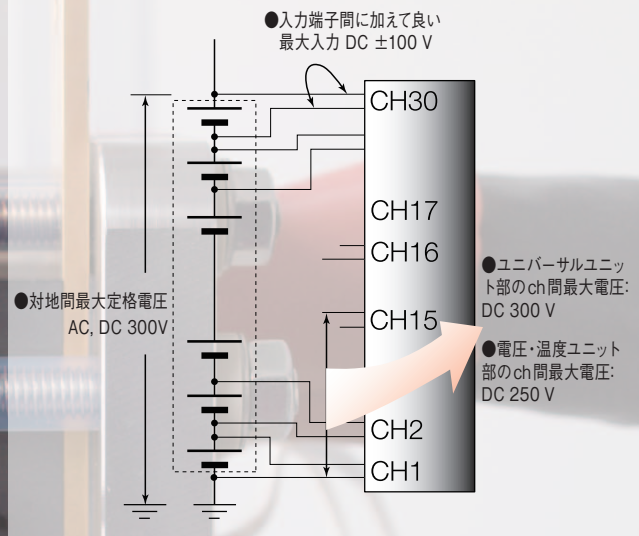 ●入力端子間に加えて良い
最大入力 DC ±100 V
CH30
CH17
CH16
●対地間最大定格電圧
AC, DC 300V
CH15
●ユニバーサルユニッ
ト部のch間最大電圧:
DC 300 V
●電圧・温度ユニット
部のch間最大電圧:
DC 250 V
CH2
CH1